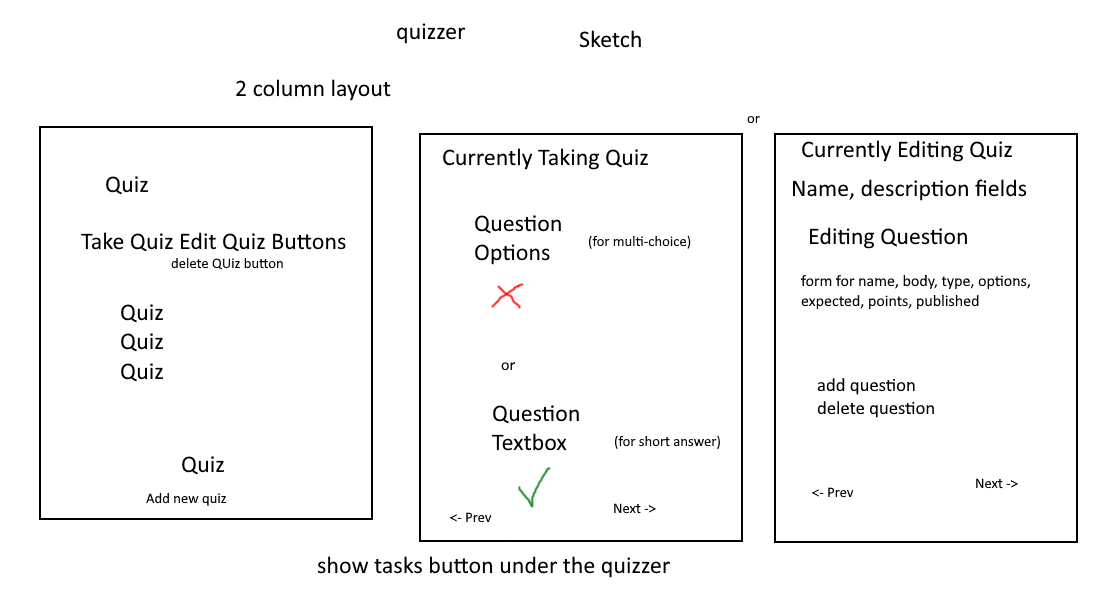 quizzer
Sketch
2 column layout
Quiz
Take Quiz Edit Quiz Buttons
delete QUiz button
Quiz
Quiz
Quiz
Quiz
Add new quiz
Currently Taking Quiz
Question
Options
(for multi-choice)
or
Question
Textbox
(for short answer)
<- Prev
Next ->
or
Currently Editing Quiz
Name, description fields
Editing Question
form for name, body, type, options,
expected, points, published
add question
delete question
<- Prev
Next ->
show tasks button under the quizzer